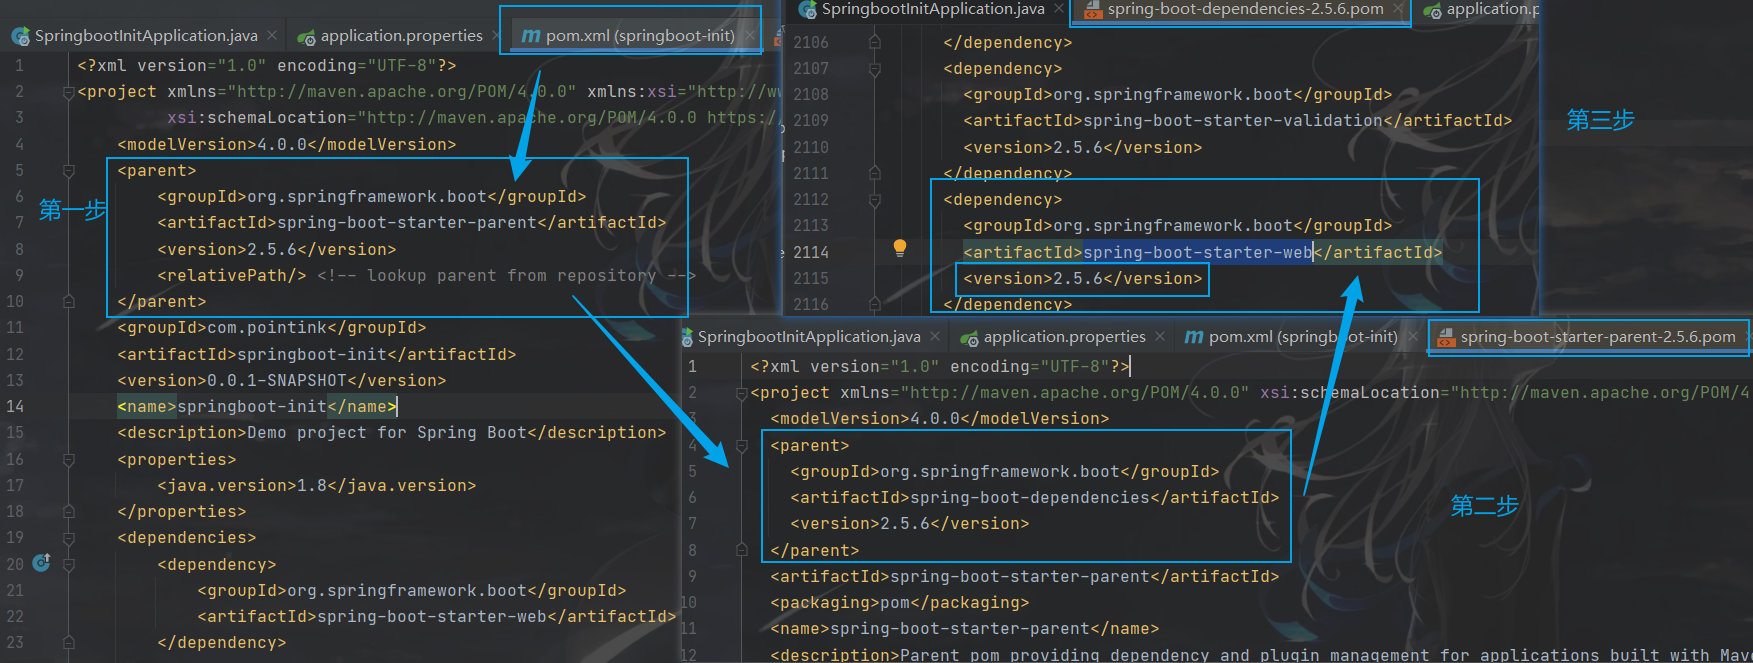 SpringbootInitApplication.java
application.properties
pom.xml (springboot-init)
1 <?xml version="1.0" encoding="UTF-8"?>
2 <project xmlns="http://maven.apache.org/POM/4.0.0" xmlns:xsi="http://ww
3 xsi:schemaLocation="http://maven.apache.org/POM/4.0.0 https:/
4 <modelVersion>4.0.0</modelVersion>
5 <parent>
6 <groupId>org.springframework.boot</groupId>
第一步
7 <artifactId>spring-boot-starter-parent</artifactId>
8 <version>2.5.6</version>
9 <relativePath/> <!-- lookup parent from repository -->
10 </parent>
11 <groupId>com.pointink</groupId>
12 <artifactId>springboot-init</artifactId>
13 <version>0.0.1-SNAPSHOT</version>
14 <name>springboot-init</name>
15 <description>Demo project for Spring Boot</description>
16 <properties>
17 <java.version>1.8</java.version>
18 </properties>
19 <dependencies>
20 <dependency>
21 <groupId>org.springframework.boot</groupId>
22 <artifactId>spring-boot-starter-web</artifactId>
23 </dependency>
SpringbootInitApplication.java
spring-boot-dependencies-2.5.6.pom
application.p
2106 </dependency>
2107 <dependency>
2108 <groupId>org.springframework.boot</groupId>
2109 <artifactId>spring-boot-starter-validation</artifactId>
第三步
2110 <version>2.5.6</version>
2111 </dependency>
2112 <dependency>
2113 <groupId>org.springframework.boot</groupId>
2114 <artifactId>spring-boot-starter-web</artifactId>
2115 <version>2.5.6</version>
2116 </dependency>
SpringbootInitApplication.java
application.properties
pom.xml (springboot-init)
spring-boot-starter-parent-2.5.6.pom
1 <?xml version="1.0" encoding="UTF-8"?>
2 <project xmlns="http://maven.apache.org/POM/4.0.0" xsi:schemaLocation="http://maven.apache.org/POM/4
3 <modelVersion>4.0.0</modelVersion>
4 <parent>
5 <groupId>org.springframework.boot</groupId>
6 <artifactId>spring-boot-dependencies</artifactId>
第二步
7 <version>2.5.6</version>
8 </parent>
9 <artifactId>spring-boot-starter-parent</artifactId>
10 <packaging>pom</packaging>
11 <name>spring-boot-starter-parent</name>
12 <description>Parent pom providing dependency and plugin management for applications built with Mav